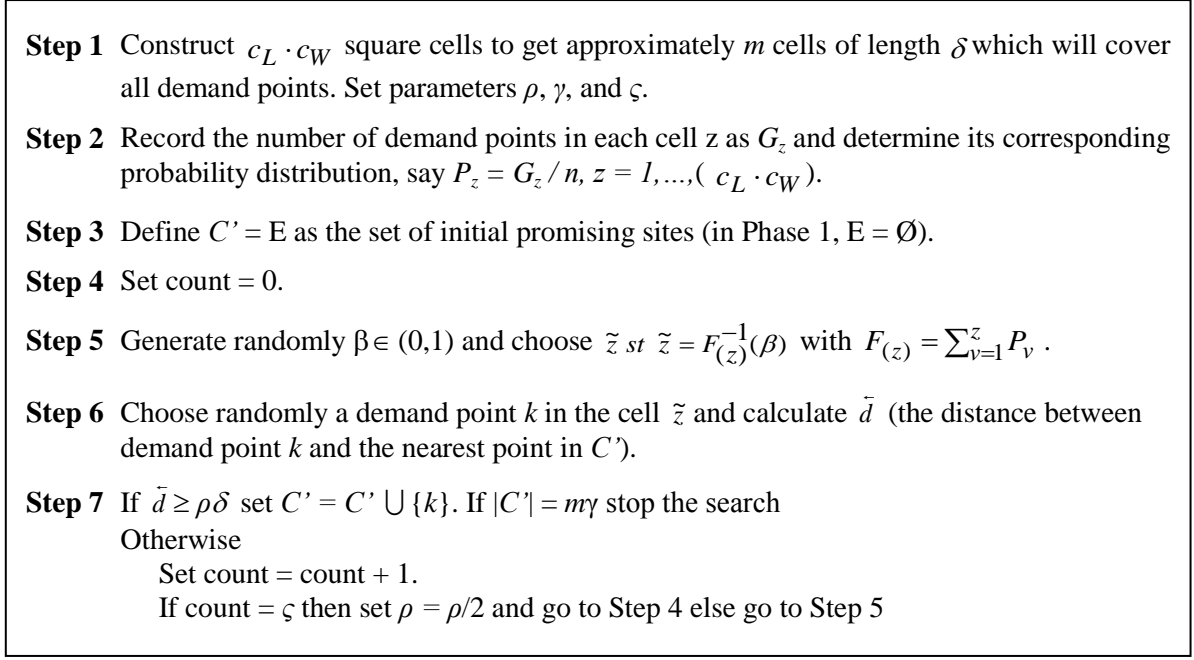 Step 1 Construct c_L · c_W square cells to get approximately m cells of length δ which will cover
all demand points. Set parameters ρ, γ, and ς.
Step 2 Record the number of demand points in each cell z as G_z and determine its corresponding
probability distribution, say P_z = G_z / n, z = 1,...,( c_L · c_W ).
Step 3 Define C’ = E as the set of initial promising sites (in Phase 1, E = Ø).
Step 4 Set count = 0.
Step 5 Generate randomly β ∈ (0,1) and choose z̃ st z̃ = F_{(z)}^{-1}(β) with F_{(z)} = ∑_{v=1}^{z} P_v .
Step 6 Choose randomly a demand point k in the cell z̃ and calculate d⃖ (the distance between
demand point k and the nearest point in C’).
Step 7 If d⃖ ≥ ρδ set C’ = C’ ∪ {k}. If |C’| = mγ stop the search
Otherwise
Set count = count + 1.
If count = ς then set ρ = ρ/2 and go to Step 4 else go to Step 5